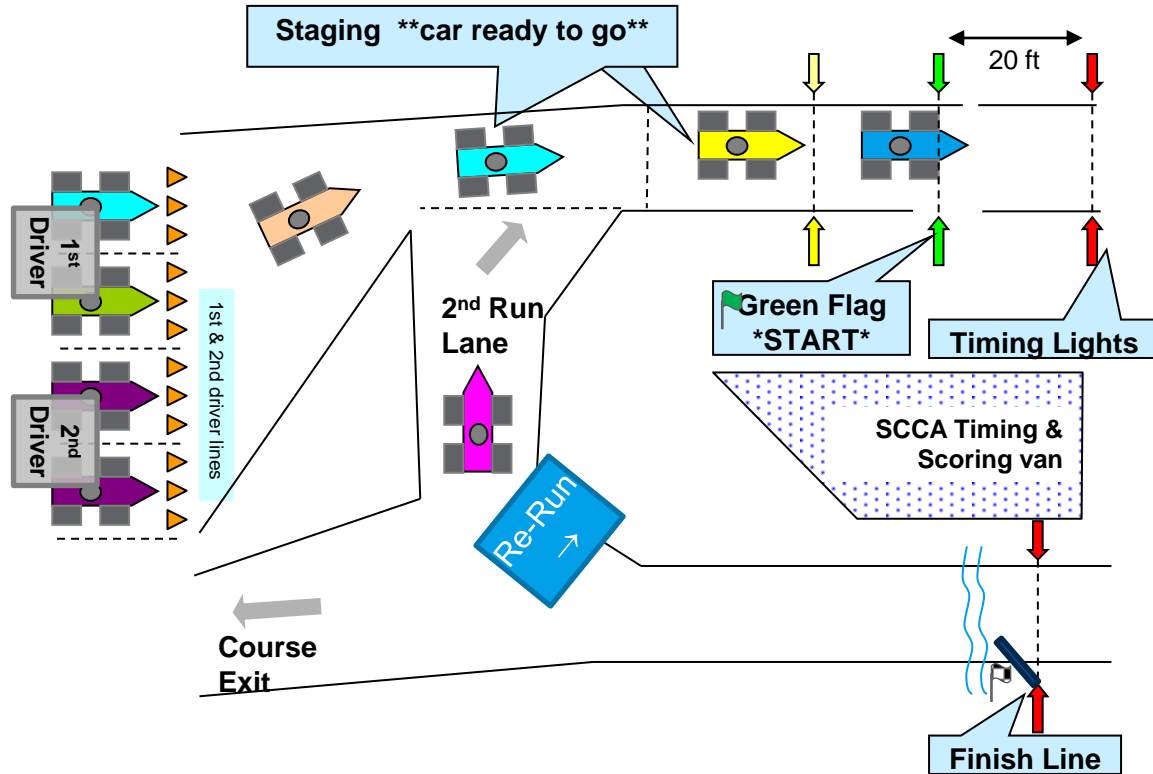 Staging **car ready to go**
20 ft
1st
Driver
2nd
Driver
1st & 2nd driver lines
2nd Run
Lane
Green Flag
*START*
Timing Lights
SCCA Timing &
Scoring van
Re-Run
→
Course
Exit
Finish Line